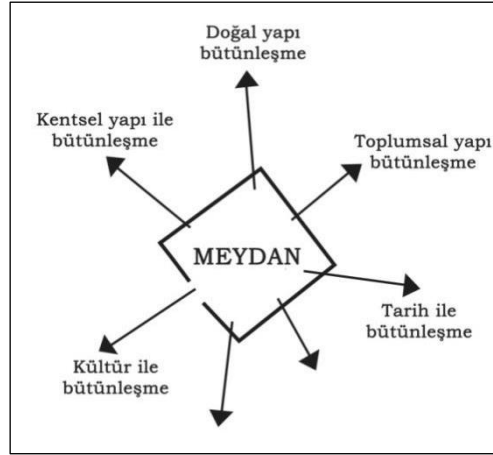 Doğal yapı
bütünleşme
Kentsel yapı ile
bütünleşme
Toplumsal yapı
bütünleşme
MEYDAN
Tarih ile
bütünleşme
Kültür ile
bütünleşme